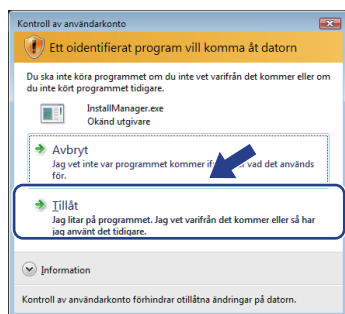 Kontroll av användarkonto
Ett oidentifierat program vill komma åt datorn
Du ska inte köra programmet om du inte vet varifrån det kommer eller om
du inte kört programmet tidigare.
InstallManager.exe
Okänd utgivare
Avbryt
Jag vet inte var programmet kommer vad det används
för.
Tillåt
Jag litar på programmet. Jag vet varifrån det kommer eller så har
jag använt det tidigare.
Information
Kontroll av användarkonto förhindrar otillåtna ändringar på datorn.